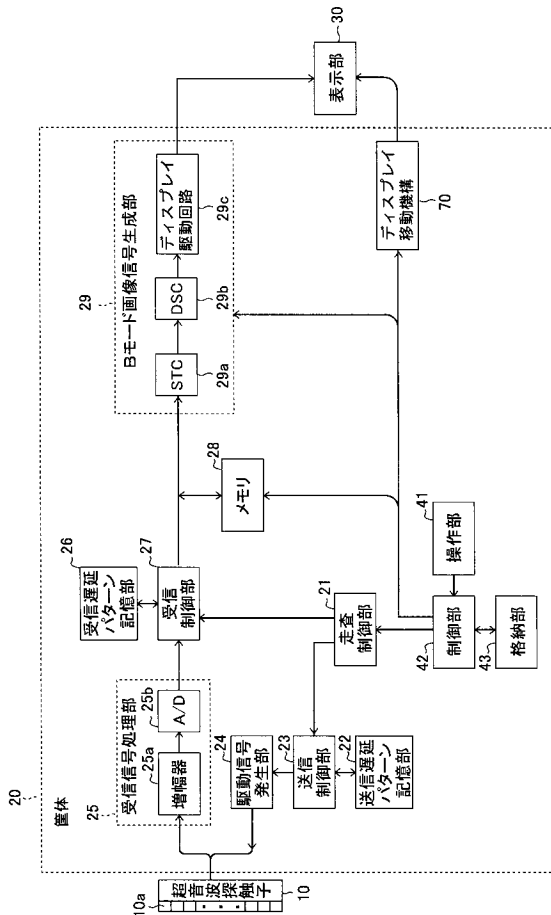 20
筐体
25
受信信号処理部
25a
増幅器
25b
A/D
26
受信遅延
パターン
記憶部
27
受信
制御部
28
メモリ
29
Bモード画像信号生成部
STC
29a
DSC
29b
ディスプレイ
駆動回路
29c
30
表示部
10a
超音波探触子
10
24
駆動信号
発生部
23
送信
制御部
22
送信遅延
パターン
記憶部
21
走査
制御部
41
操作部
42
制御部
43
格納部
ディスプレイ
移動機構
70